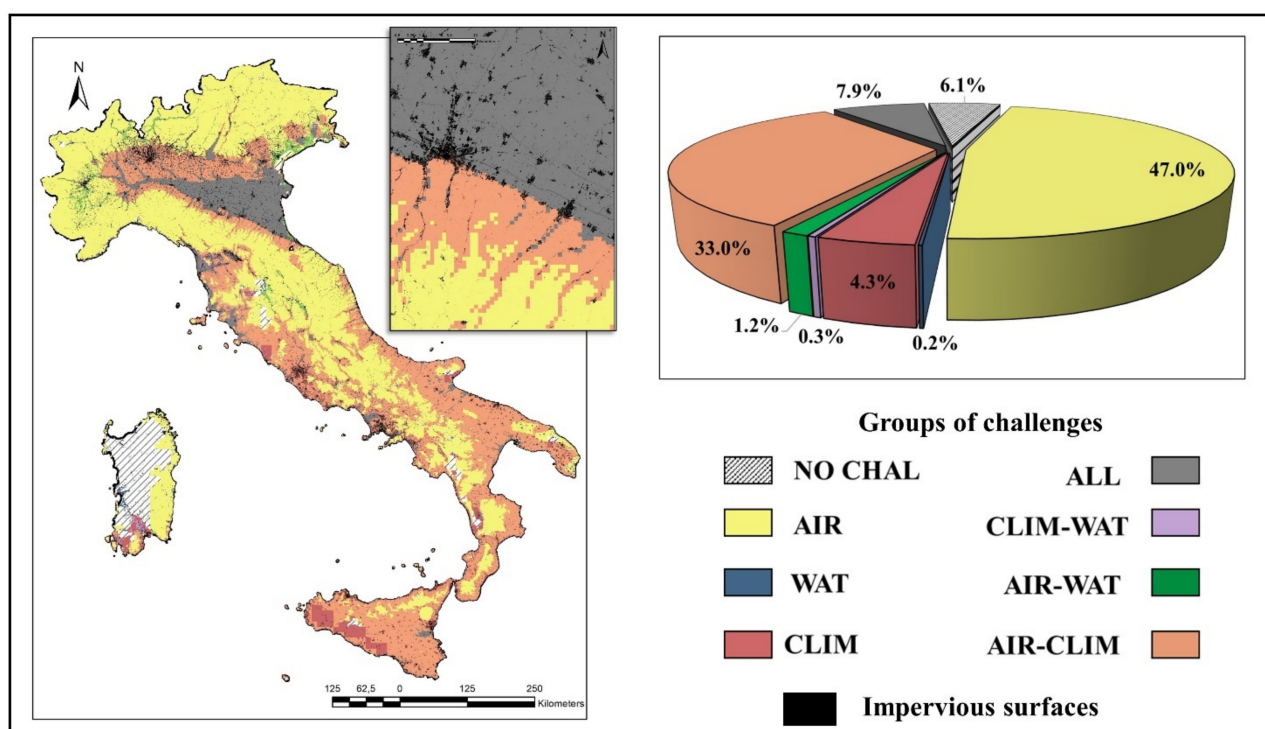 N
N
125 62,5 0 125 250
Kilometers
7.9%
6.1%
47.0%
33.0%
4.3%
1.2%
0.3%
0.2%
Groups of challenges
NO CHAL
ALL
AIR
CLIM-WAT
WAT
AIR-WAT
CLIM
AIR-CLIM
Impervious surfaces